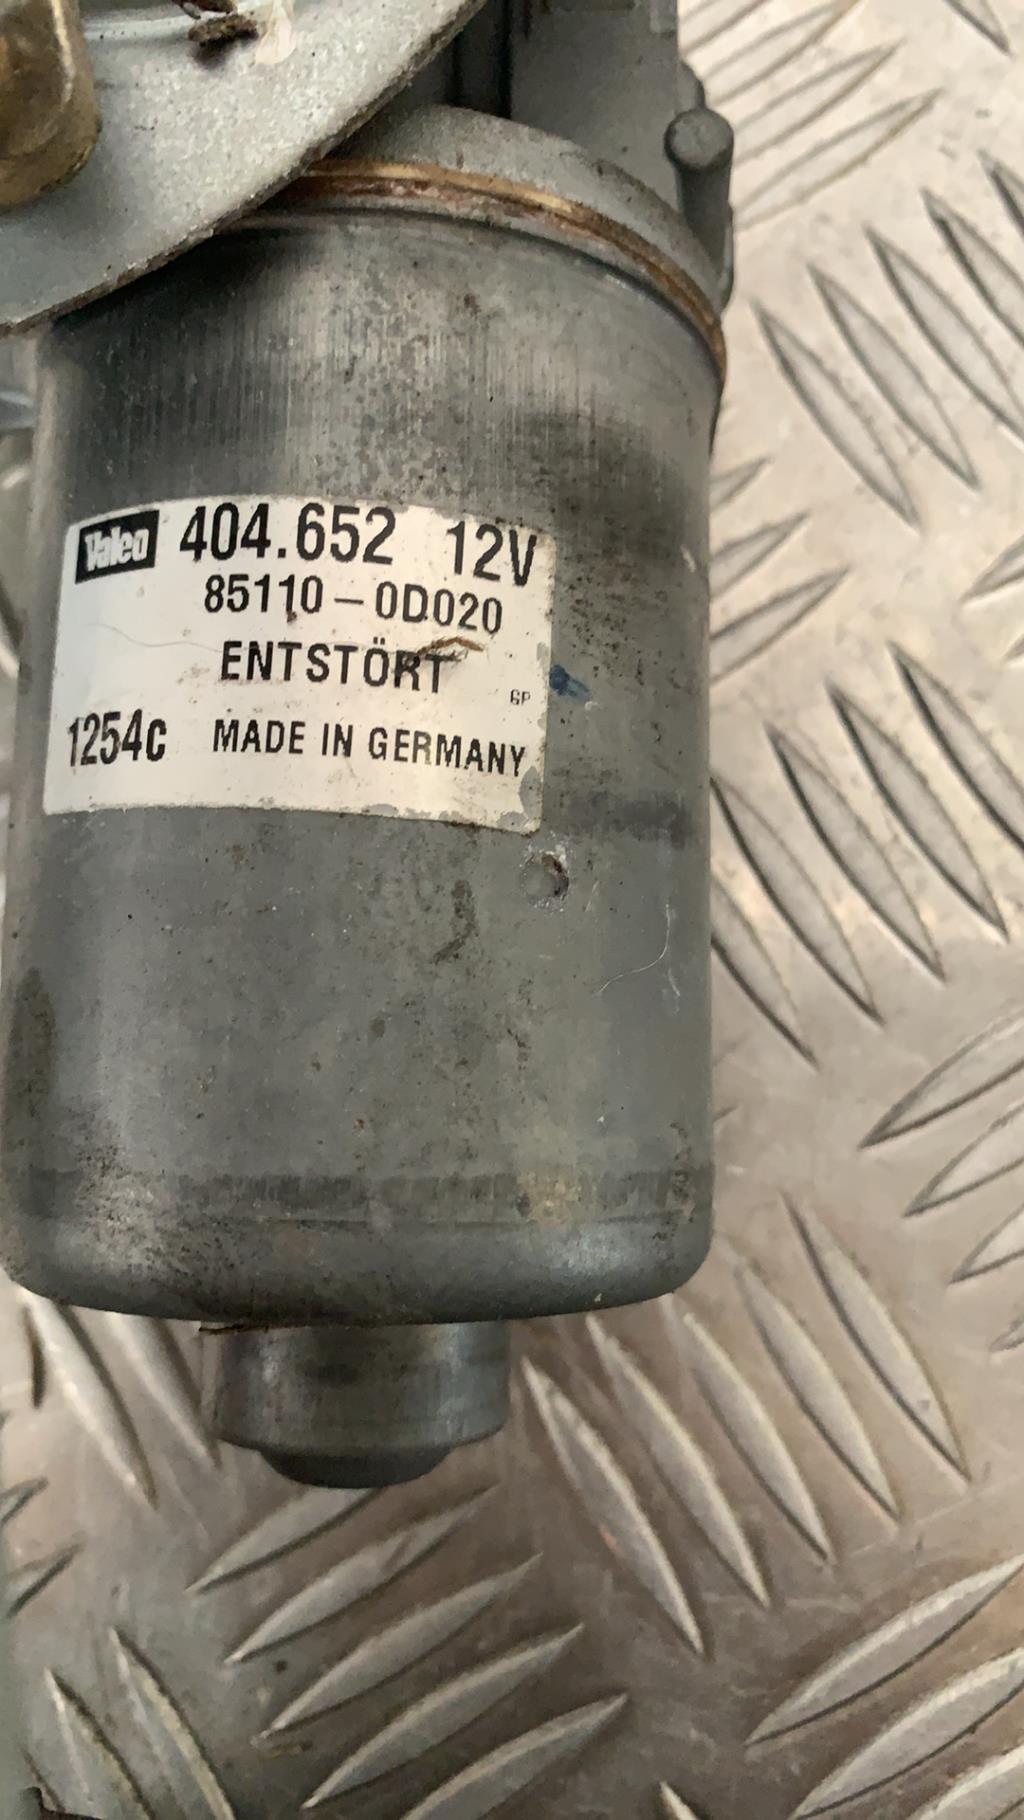 Valeo 404.652 12V
85110-0D020
ENTSTÖRT
GP
1254c MADE IN GERMANY